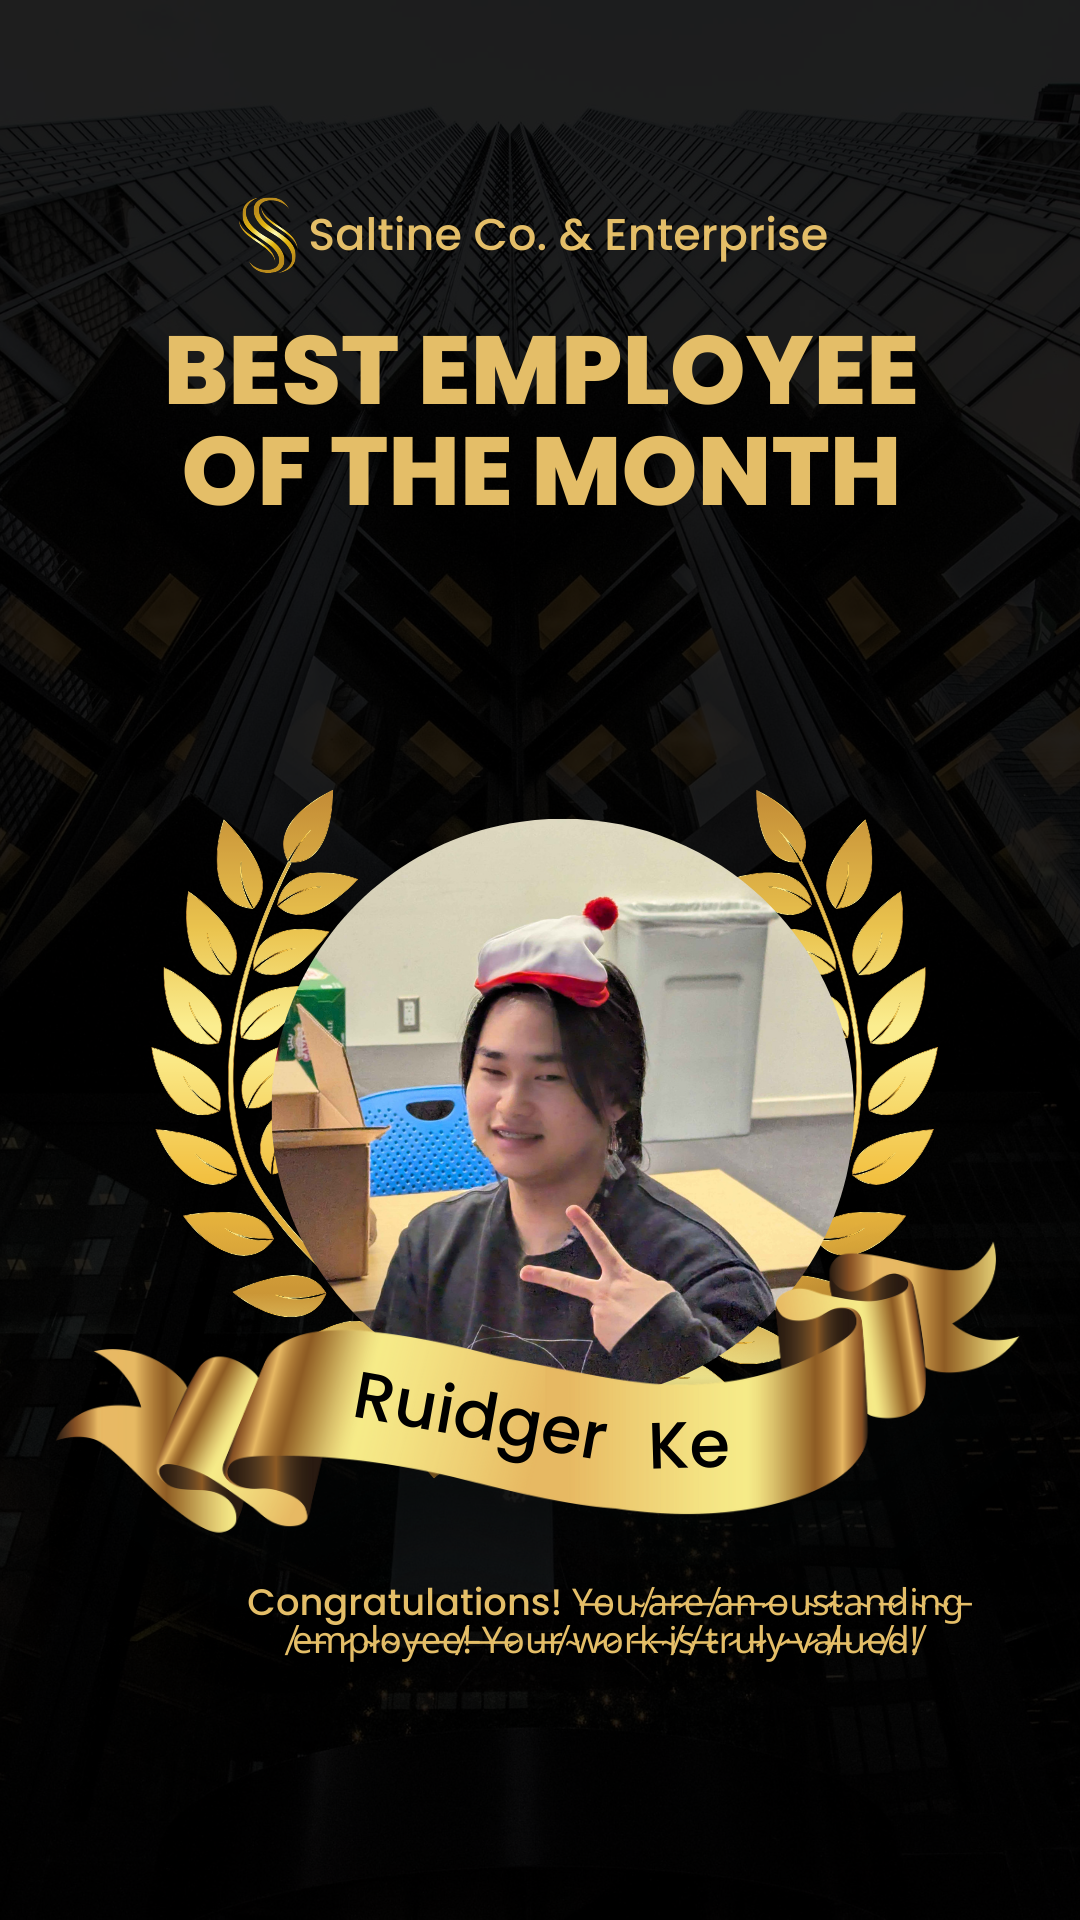 Saltine Co. & Enterprise
BEST EMPLOYEE
OF THE MONTH
Ruidger Ke
Congratulations! You are an oustanding
employee! Your work is truly valued!